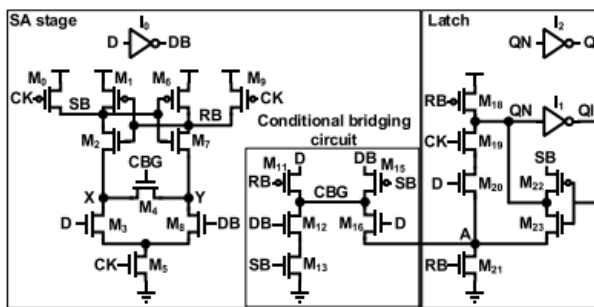 SA stage
I0
D
DB
Latch
I2
QN
Q
M0
M1
M6
M9
CK
SB
RB
CK
M2
M7
Conditional bridging
circuit
CBG
X
Y
M4
D
M3
M8
DB
CK
M5
D
DB
M11
M15
RB
SB
CBG
DB
M12
M16
D
SB
M13
RB
M18
QN
I1
QI
CK
M19
SB
D
M20
M22
M23
A
RB
M21